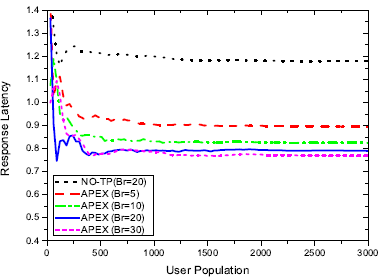 1.4
1.3
1.2
1.1
1.0
0.9
0.8
0.7
0.6
0.5
0.4
Response Latency
NO-TP(Br=20)
APEX (Br=5)
APEX (Br=10)
APEX (Br=20)
APEX (Br=30)
0 500 1000 1500 2000 2500 3000
User Population